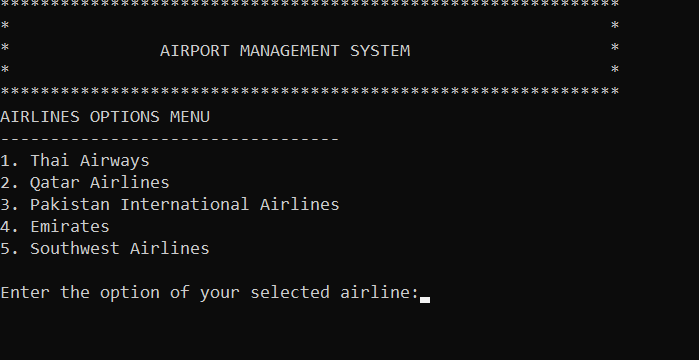 **************************************************************
*                                                            *
*               AIRPORT MANAGEMENT SYSTEM                    *
*                                                            *
**************************************************************
AIRLINES OPTIONS MENU
----------------------------------
1. Thai Airways
2. Qatar Airlines
3. Pakistan International Airlines
4. Emirates
5. Southwest Airlines
Enter the option of your selected airline: